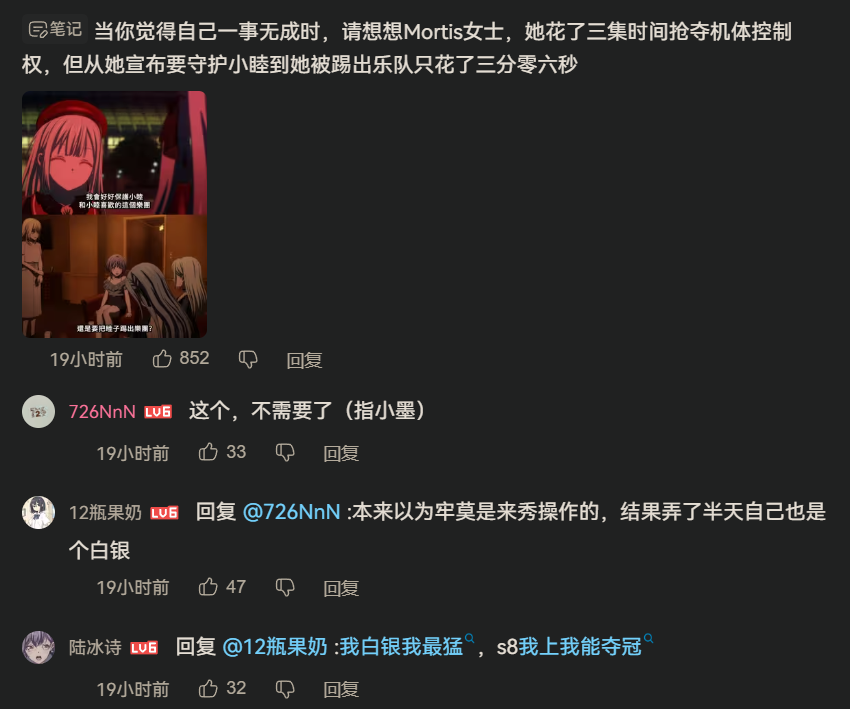 笔记 当你觉得自己一事无成时，请想想Mortis女士，她花了三集时间抢夺机体控制
权，但从她宣布要守护小睦到她被踢出乐队只花了三分零六秒
我會好好保護小睦
和小睦喜歡的這個樂團
還是要把睦子踢出樂團?
19小时前 852 回复
726NnN LV6 这个，不需要了（指小墨）
19小时前 33 回复
12瓶果奶 LV6 回复 @726NnN :本来以为牢莫是来秀操作的，结果弄了半天自己也是
个白银
19小时前 47 回复
陆冰诗 LV6 回复 @12瓶果奶 :我白银我最猛，s8我上我能夺冠
19小时前 32 回复